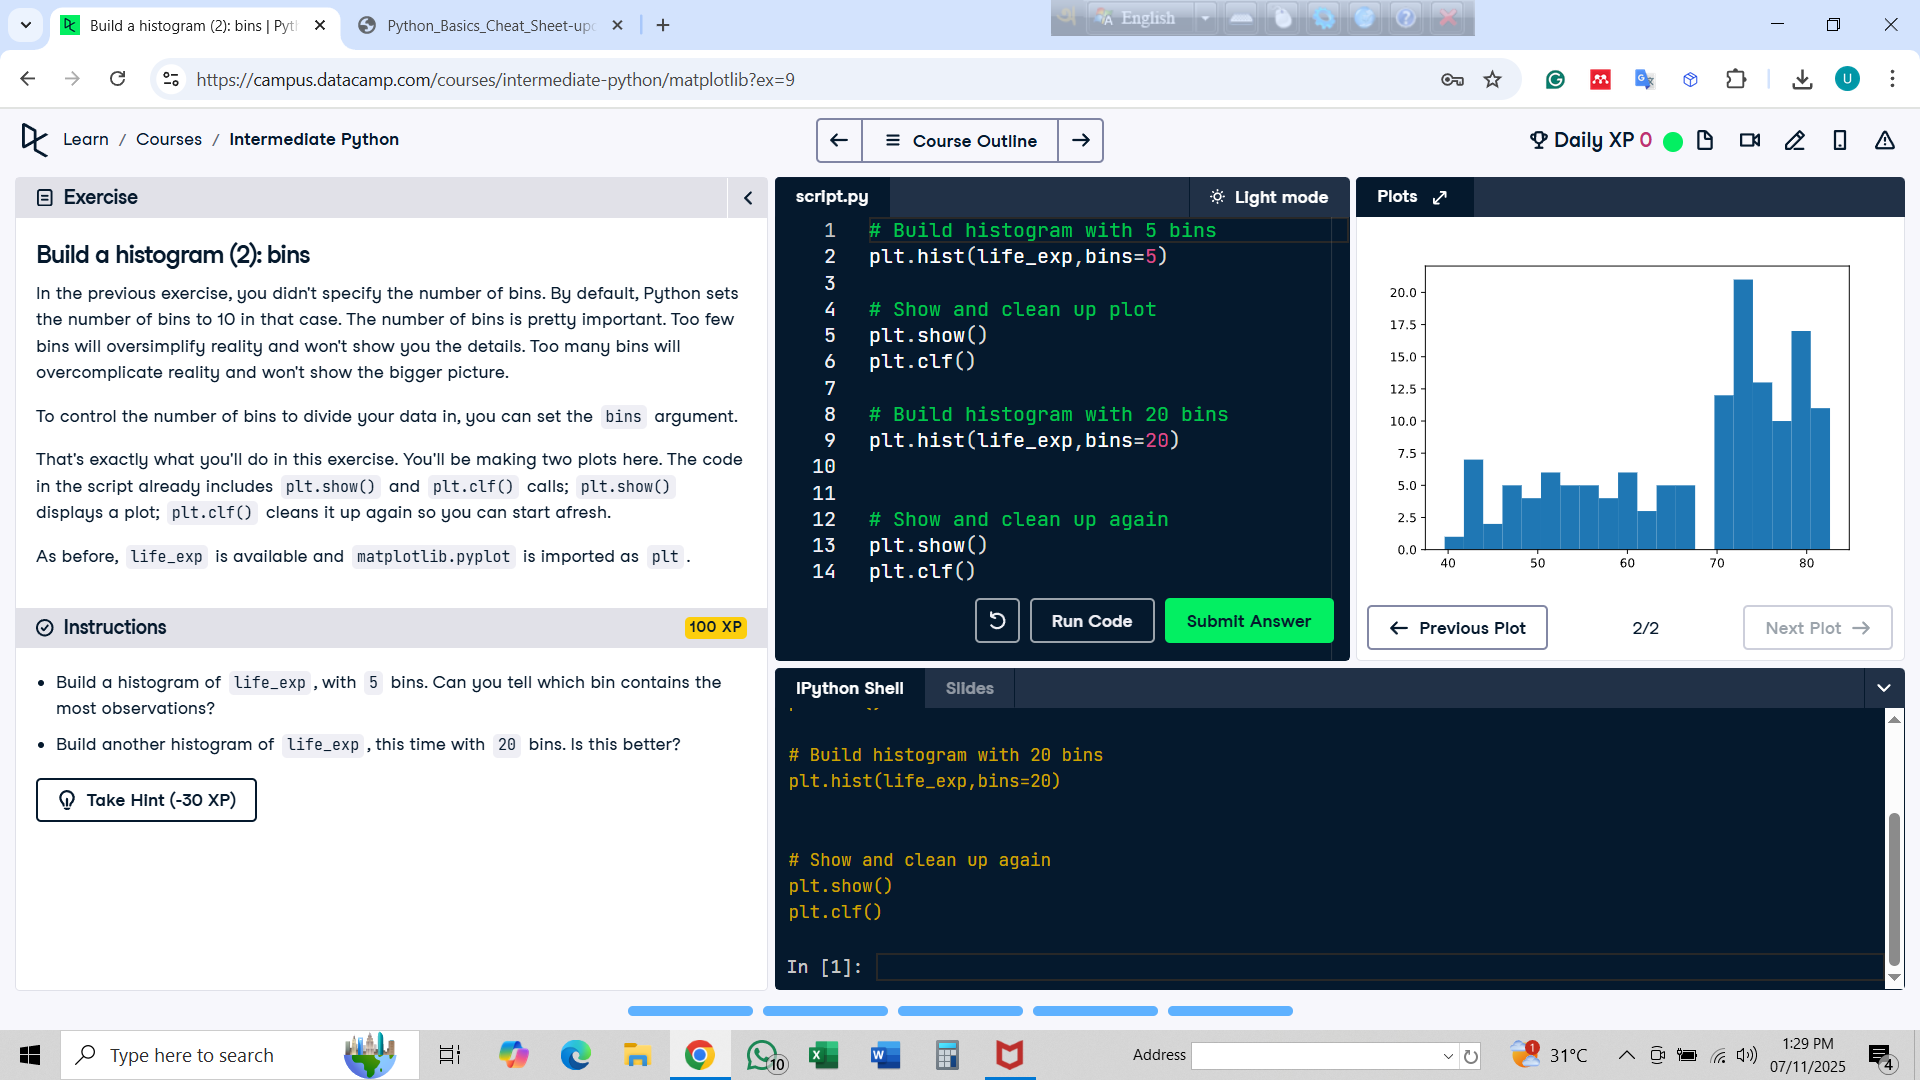 Build a histogram (2): bins | Pyt
Python_Basics_Cheat_Sheet-upd
English
https://campus.datacamp.com/courses/intermediate-python/matplotlib?ex=9
U
Learn / Courses / Intermediate Python
Course Outline
Daily XP 0
Exercise
Build a histogram (2): bins
In the previous exercise, you didn't specify the number of bins. By default, Python sets
the number of bins to 10 in that case. The number of bins is pretty important. Too few
bins will oversimplify reality and won't show you the details. Too many bins will
overcomplicate reality and won't show the bigger picture.
To control the number of bins to divide your data in, you can set the bins argument.
That's exactly what you'll do in this exercise. You'll be making two plots here. The code
in the script already includes plt.show() and plt.clf() calls; plt.show()
displays a plot; plt.clf() cleans it up again so you can start afresh.
As before, life_exp is available and matplotlib.pyplot is imported as plt.
Instructions
100 XP
• Build a histogram of life_exp, with 5 bins. Can you tell which bin contains the
most observations?
• Build another histogram of life_exp, this time with 20 bins. Is this better?
Take Hint (-30 XP)
script.py
Light mode
1 # Build histogram with 5 bins
2 plt.hist(life_exp,bins=5)
3
4 # Show and clean up plot
5 plt.show()
6 plt.clf()
7
8 # Build histogram with 20 bins
9 plt.hist(life_exp,bins=20)
10
11
12 # Show and clean up again
13 plt.show()
14 plt.clf()
Run Code
Submit Answer
Plots
20.0
17.5
15.0
12.5
10.0
7.5
5.0
2.5
0.0
40 50 60 70 80
Previous Plot
2/2
Next Plot
IPython Shell
Slides
# Build histogram with 20 bins
plt.hist(life_exp,bins=20)
# Show and clean up again
plt.show()
plt.clf()
In [1]:
Type here to search
10
Address
1
31°C
1:29 PM
07/11/2025
4